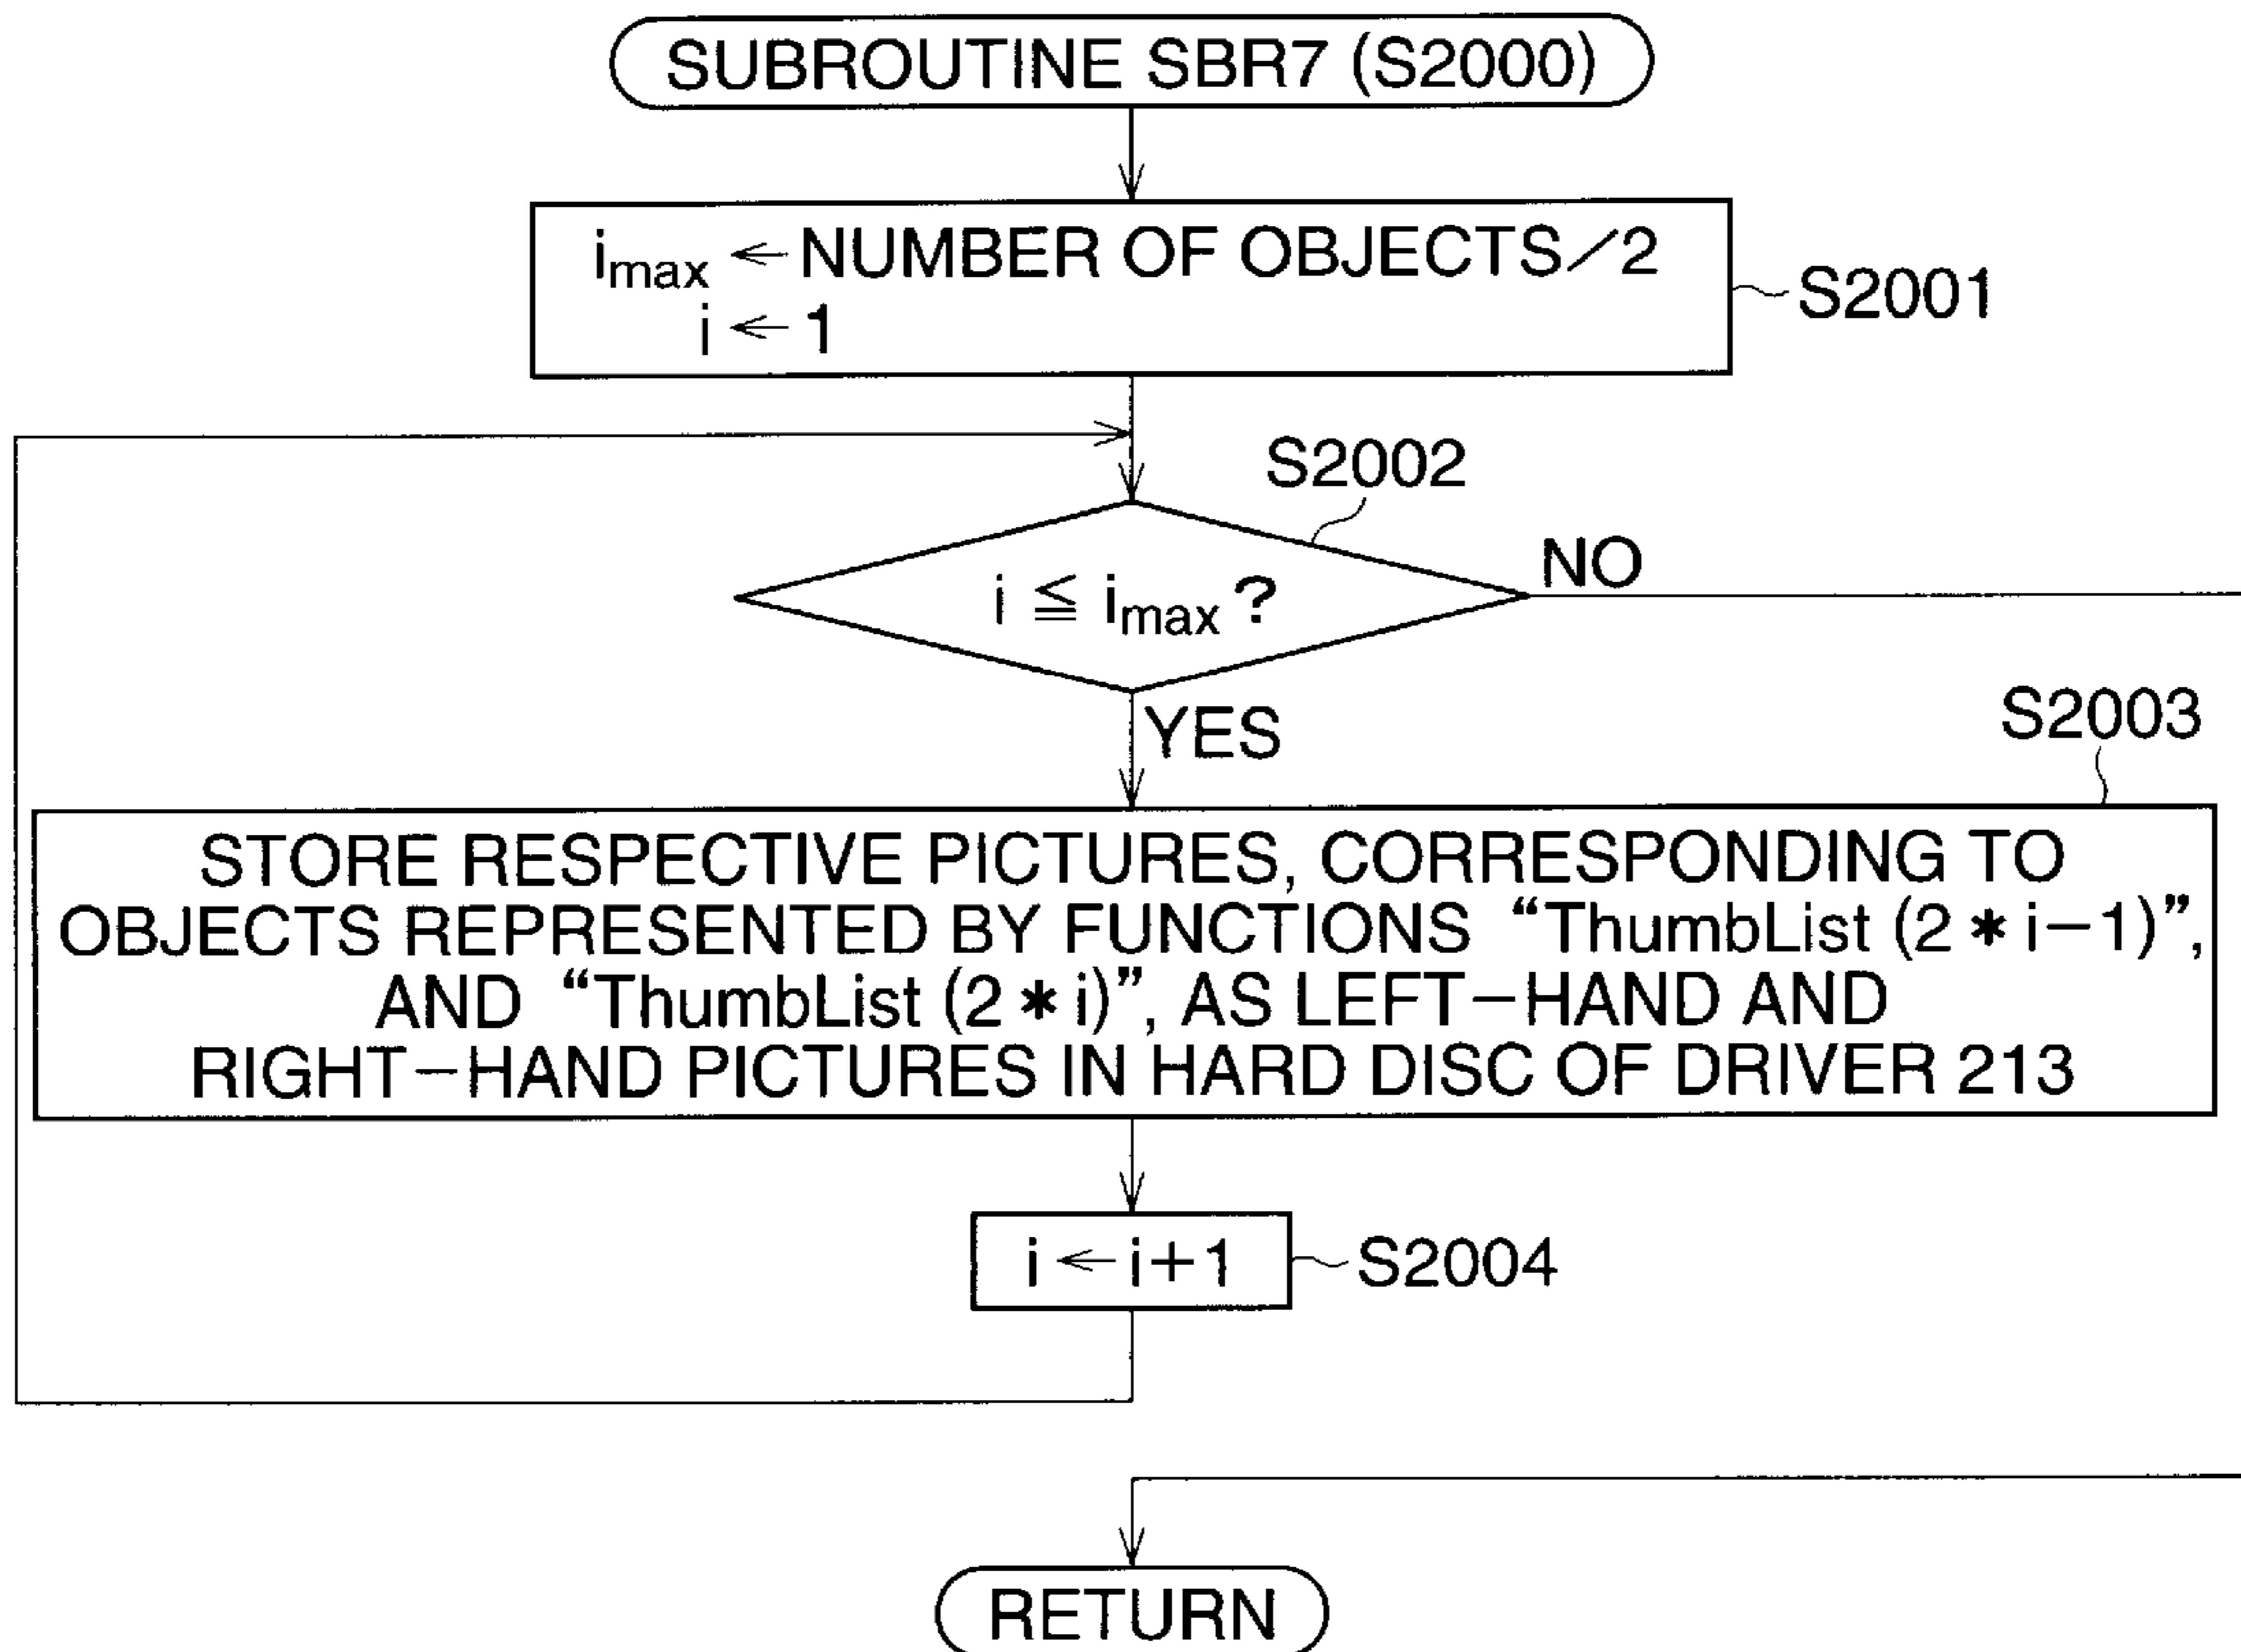 SUBROUTINE SBR7 (S2000)
imax ← NUMBER OF OBJECTS/2
i ← 1
S2001
S2002
i ≦ imax ?
NO
YES
S2003
STORE RESPECTIVE PICTURES, CORRESPONDING TO
OBJECTS REPRESENTED BY FUNCTIONS “ThumbList (2 * i−1)”,
AND “ThumbList (2 * i)”, AS LEFT−HAND AND
RIGHT−HAND PICTURES IN HARD DISC OF DRIVER 213
i ← i+1
S2004
RETURN